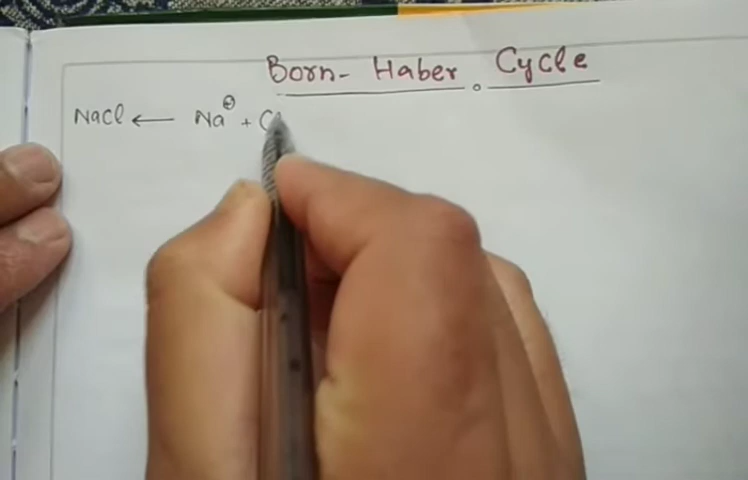 Born- Haber Cycle
NaCl ← Na⊕ + C